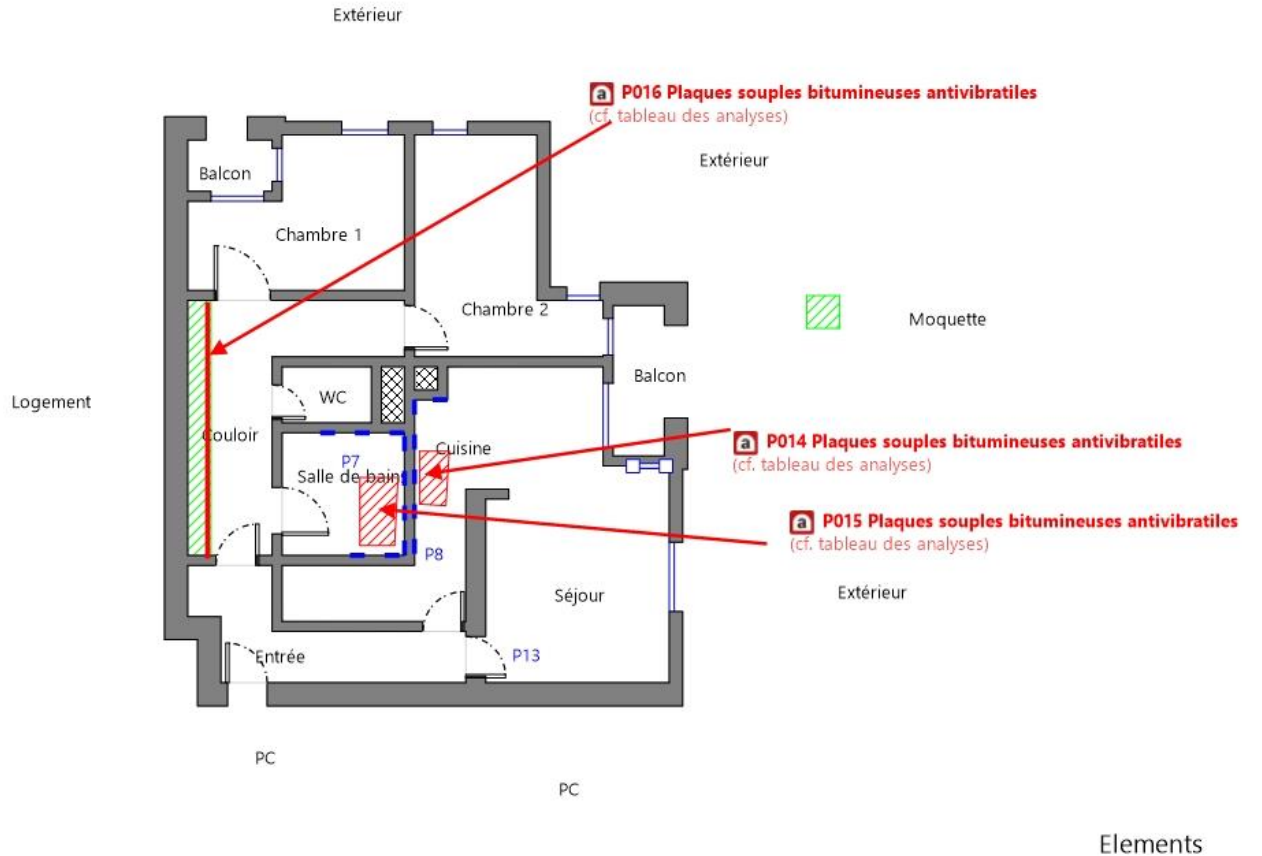 Extérieur
a P016 Plaques souples bitumineuses antivibratiles
(cf. tableau des analyses)
Extérieur
Balcon
Chambre 1
Chambre 2
Moquette
Balcon
WC
Logement
Couloir
Cuisine
a P014 Plaques souples bitumineuses antivibratiles
(cf. tableau des analyses)
P7
Salle de bain
a P015 Plaques souples bitumineuses antivibratiles
(cf. tableau des analyses)
P8
Séjour
Extérieur
Entrée
P13
PC
PC
Elements